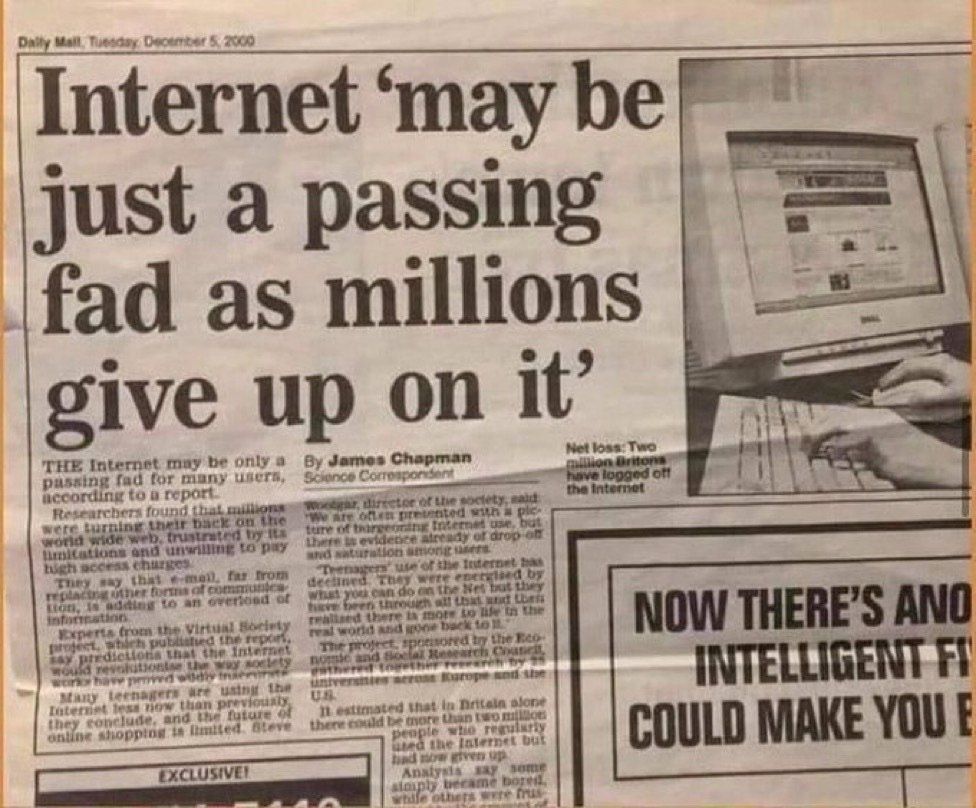 Daily Mail, Tuesday, December 5, 2000
Internet ‘may be
just a passing
fad as millions
give up on it’
THE Internet may be only a
passing fad for many users,
according to a report.
Researchers found that millions
were turning their back on the
world wide web, frustrated by its
limitations and unwilling to pay
high access charges.
They say that e-mail, far from
replacing other forms of communica-
tion, is adding to an overload of
information.
Experts from the Virtual Society
project, which published the report,
say predictions that the Internet
would revolutionise the way society
works have proved wildly inaccurate.
Many teenagers are using the
Internet less now than previously,
they conclude, and the future of
online shopping is limited. Steve
By James Chapman
Science Correspondent
Woolgar, director of the society, said:
‘We are often presented with a pic-
ture of burgeoning Internet use, but
there is evidence already of drop-off
and saturation among users.
‘Teenagers’ use of the Internet has
declined. They were energised by
what you can do on the Net but they
have been through all that and then
realised there is more to life in the
real world and gone back to it.’
The project, sponsored by the Eco-
nomic and Social Research Council,
gathered together research by 25
universities across Europe and the
U.S.
It estimated that in Britain alone
there could be more than two million
people who regularly
used the Internet but
had now given up.
Analysts say some
simply became bored,
while others were frus-
Net loss: Two
million Britons
have logged off
the Internet
DELL
NOW THERE’S ANO
INTELLIGENT FI
COULD MAKE YOU
EXCLUSIVE!